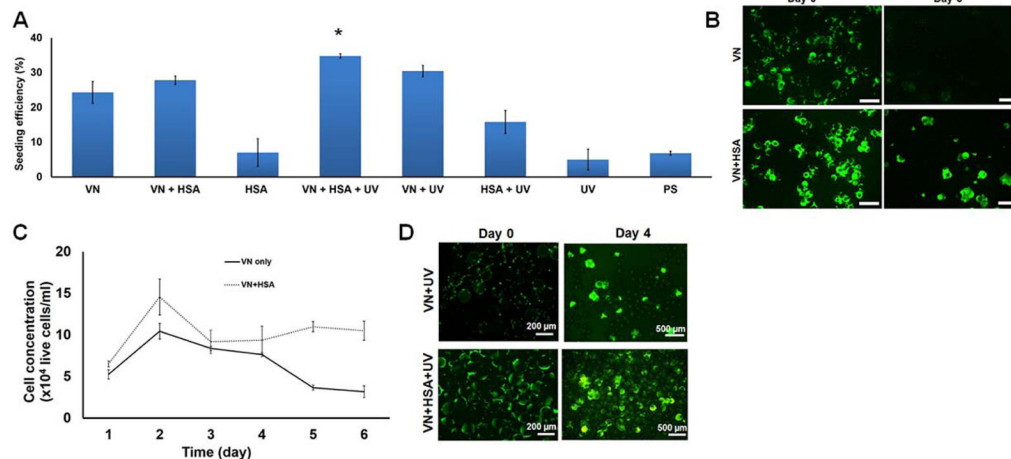 A
*
Seeding efficiency (%)
40
30
20
10
0
VN
VN + HSA
HSA
VN + HSA + UV
VN + UV
HSA + UV
UV
PS
B
VN
VN+HSA
C
Cell concentration
(x10⁴ live cells/ml)
20
15
10
5
0
VN only
VN+HSA
1 2 3 4 5 6
Time (day)
D
Day 0 Day 4
VN+UV
200 µm
500 µm
VN+HSA+UV
200 µm
500 µm